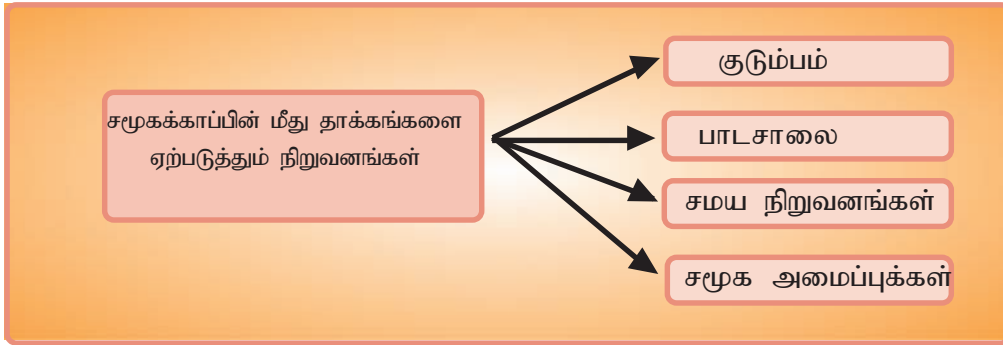 சமூகக்காப்பின் மீது தாக்கங்களை
ஏற்படுத்தும் நிறுவனங்கள்
குடும்பம்
பாடசாலை
சமய நிறுவனங்கள்
சமூக அமைப்புக்கள்